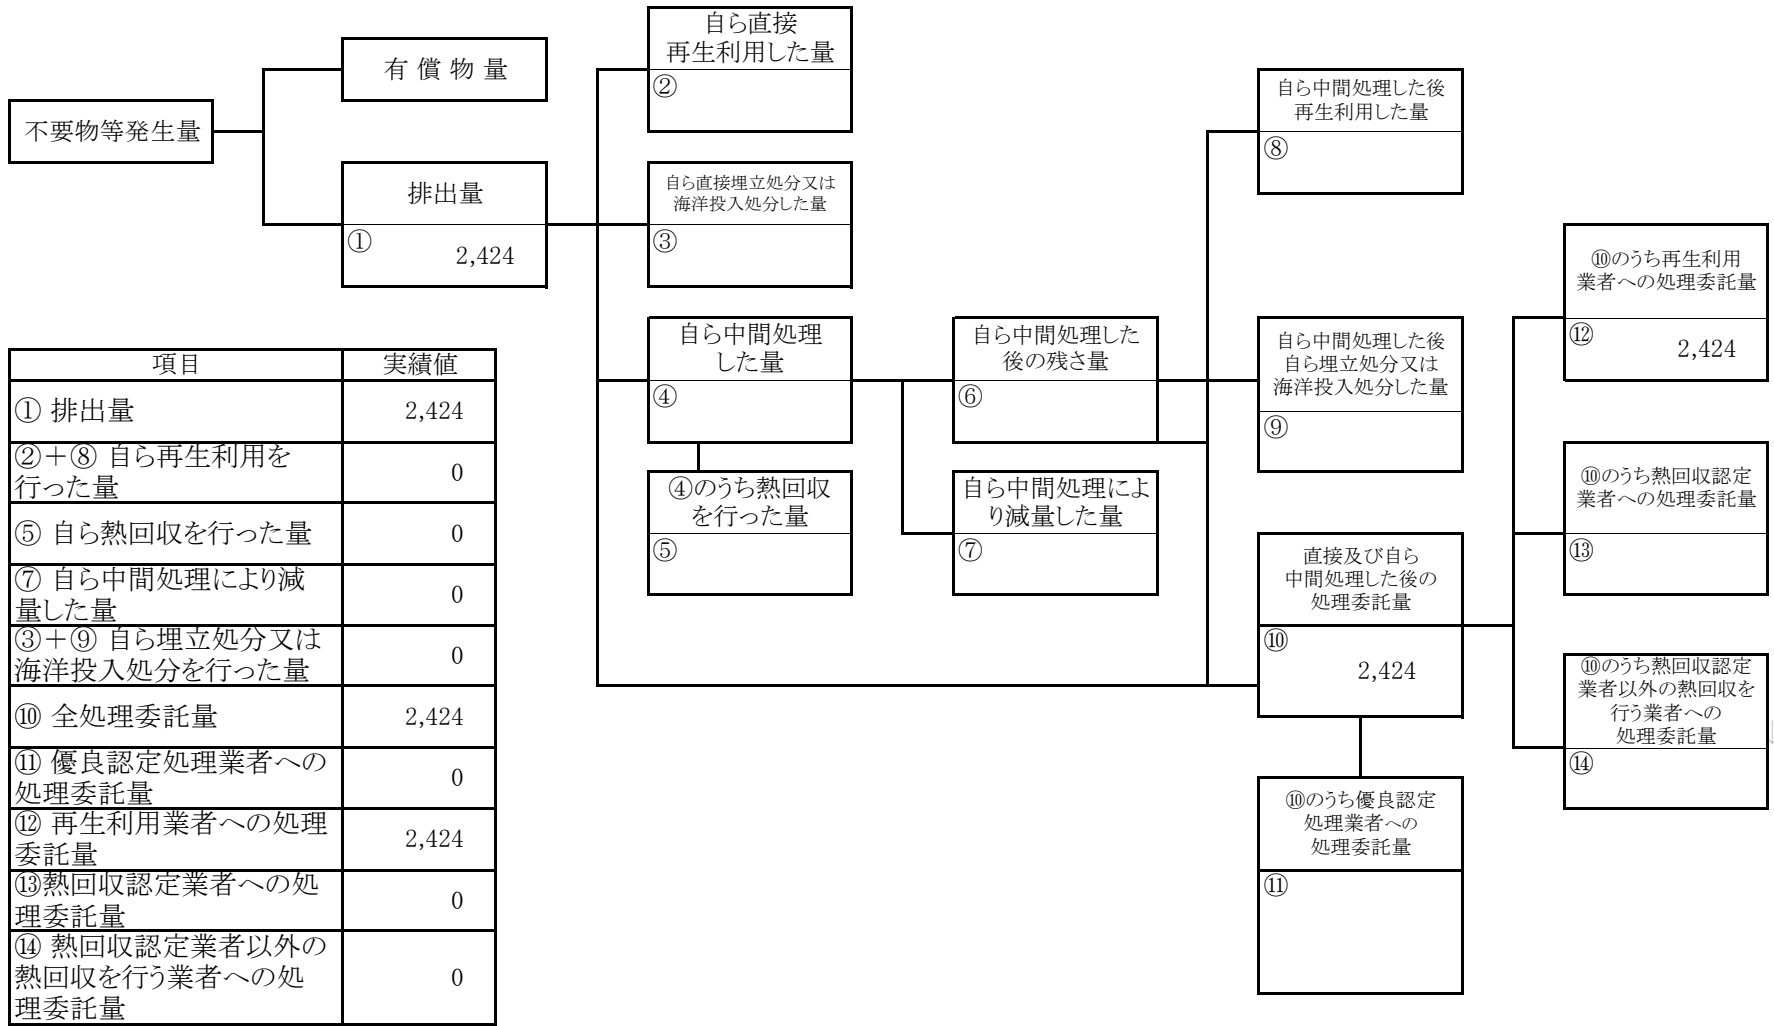 不要物等発生量
有 償 物 量
排出量
①
2,424
自ら直接
再生利用した量
②
自ら直接埋立処分又は
海洋投入処分した量
③
自ら中間処理
した量
④
④のうち熱回収
を行った量
⑤
自ら中間処理した
後の残さ量
⑥
自ら中間処理によ
り減量した量
⑦
自ら中間処理した後
再生利用した量
⑧
自ら中間処理した後
自ら埋立処分又は
海洋投入処分した量
⑨
直接及び自ら
中間処理した後の
処理委託量
⑩
2,424
⑩のうち優良認定
処理業者への
処理委託量
⑪
⑩のうち再生利用
業者への処理委託量
⑫
2,424
⑩のうち熱回収認定
業者への処理委託量
⑬
⑩のうち熱回収認定
業者以外の熱回収を
行う業者への
処理委託量
⑭
項目 実績値
① 排出量 2,424
②＋⑧ 自ら再生利用を
行った量 0
⑤ 自ら熱回収を行った量 0
⑦ 自ら中間処理により減
量した量 0
③＋⑨ 自ら埋立処分又は
海洋投入処分を行った量 0
⑩ 全処理委託量 2,424
⑪ 優良認定処理業者への
処理委託量 0
⑫ 再生利用業者への処理
委託量 2,424
⑬熱回収認定業者への処
理委託量 0
⑭ 熱回収認定業者以外の
熱回収を行う業者への処
理委託量 0